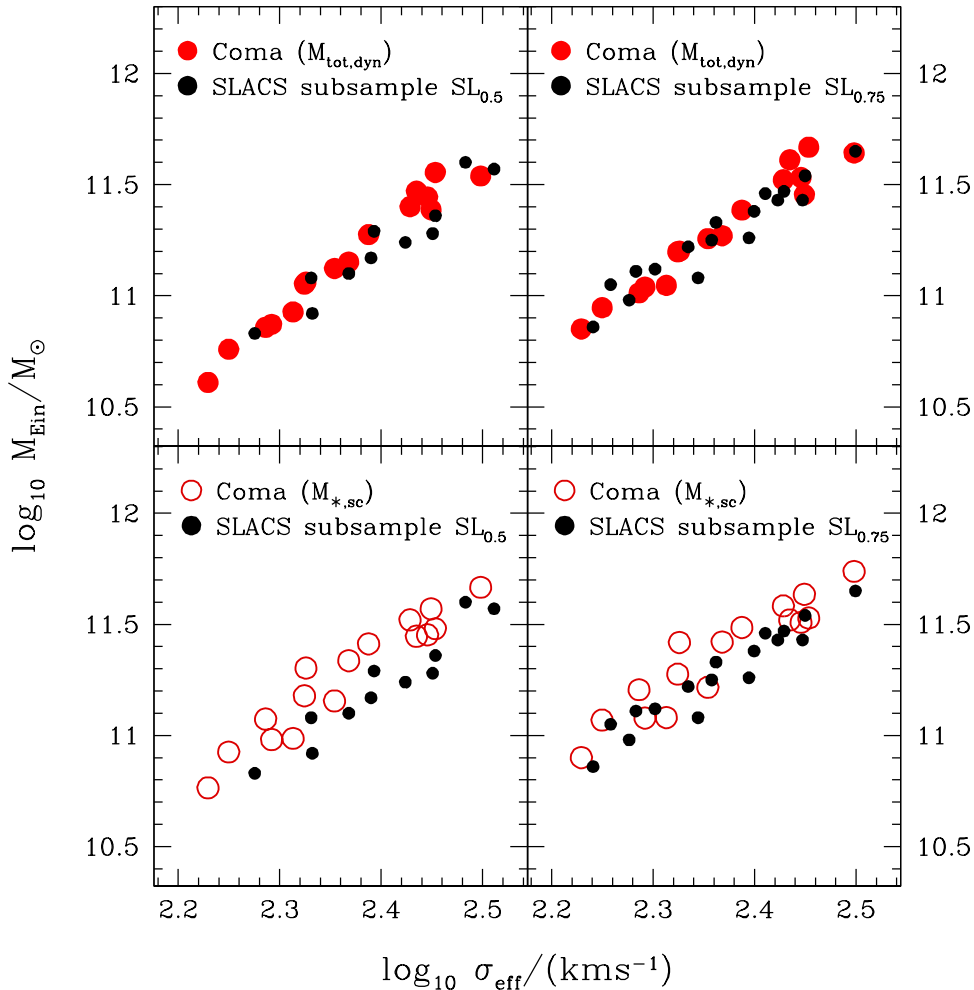 Coma (M_tot,dyn)
SLACS subsample SL_0.5
Coma (M_tot,dyn)
SLACS subsample SL_0.75
12
11.5
11
10.5
12
11.5
11
10.5
Coma (M_*,sc)
SLACS subsample SL_0.5
Coma (M_*,sc)
SLACS subsample SL_0.75
12
11.5
11
10.5
12
11.5
11
10.5
2.2 2.3 2.4 2.5 2.2 2.3 2.4 2.5
log₁₀ M_Ein/M_☉
log₁₀ σ_eff/(kms⁻¹)